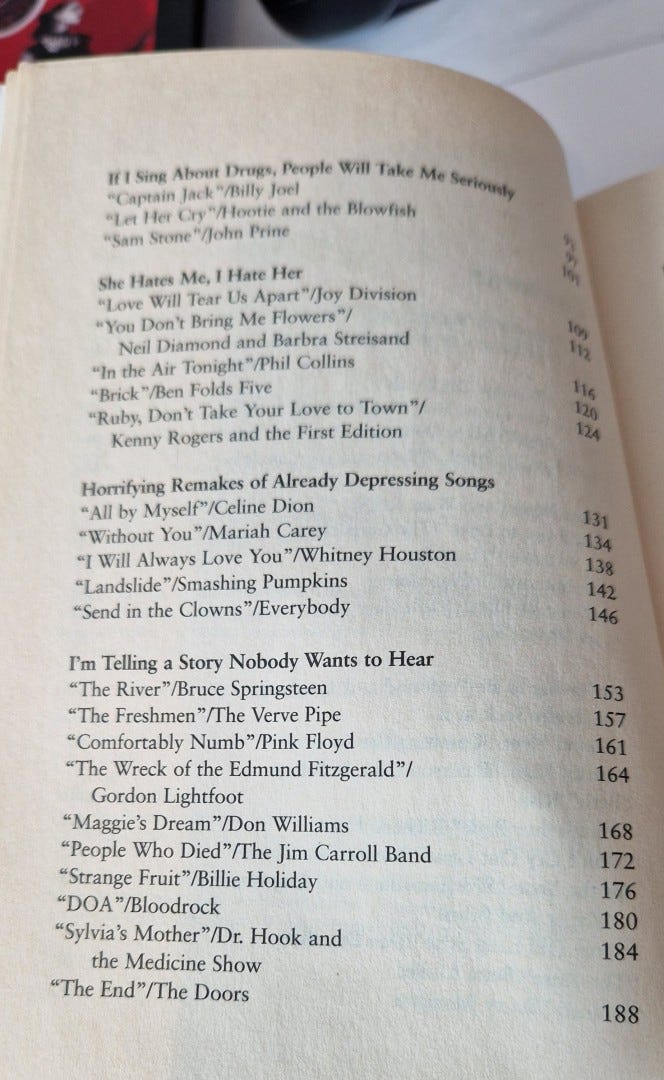 If I Sing About Drugs, People Will Take Me Seriously
“Captain Jack”/Billy Joel 93
“Let Her Cry”/Hootie and the Blowfish 97
“Sam Stone”/John Prine 101
She Hates Me, I Hate Her
“Love Will Tear Us Apart”/Joy Division 109
“You Don’t Bring Me Flowers”/
Neil Diamond and Barbra Streisand 112
“In the Air Tonight”/Phil Collins 116
“Brick”/Ben Folds Five 120
“Ruby, Don’t Take Your Love to Town”/ 124
Kenny Rogers and the First Edition
Horrifying Remakes of Already Depressing Songs
“All by Myself”/Celine Dion 131
“Without You”/Mariah Carey 134
“I Will Always Love You”/Whitney Houston 138
“Landslide”/Smashing Pumpkins 142
“Send in the Clowns”/Everybody 146
I’m Telling a Story Nobody Wants to Hear
“The River”/Bruce Springsteen 153
“The Freshmen”/The Verve Pipe 157
“Comfortably Numb”/Pink Floyd 161
“The Wreck of the Edmund Fitzgerald”/ 164
Gordon Lightfoot
“Maggie’s Dream”/Don Williams 168
“People Who Died”/The Jim Carroll Band 172
“Strange Fruit”/Billie Holiday 176
“DOA”/Bloodrock 180
“Sylvia’s Mother”/Dr. Hook and 184
the Medicine Show
“The End”/The Doors 188